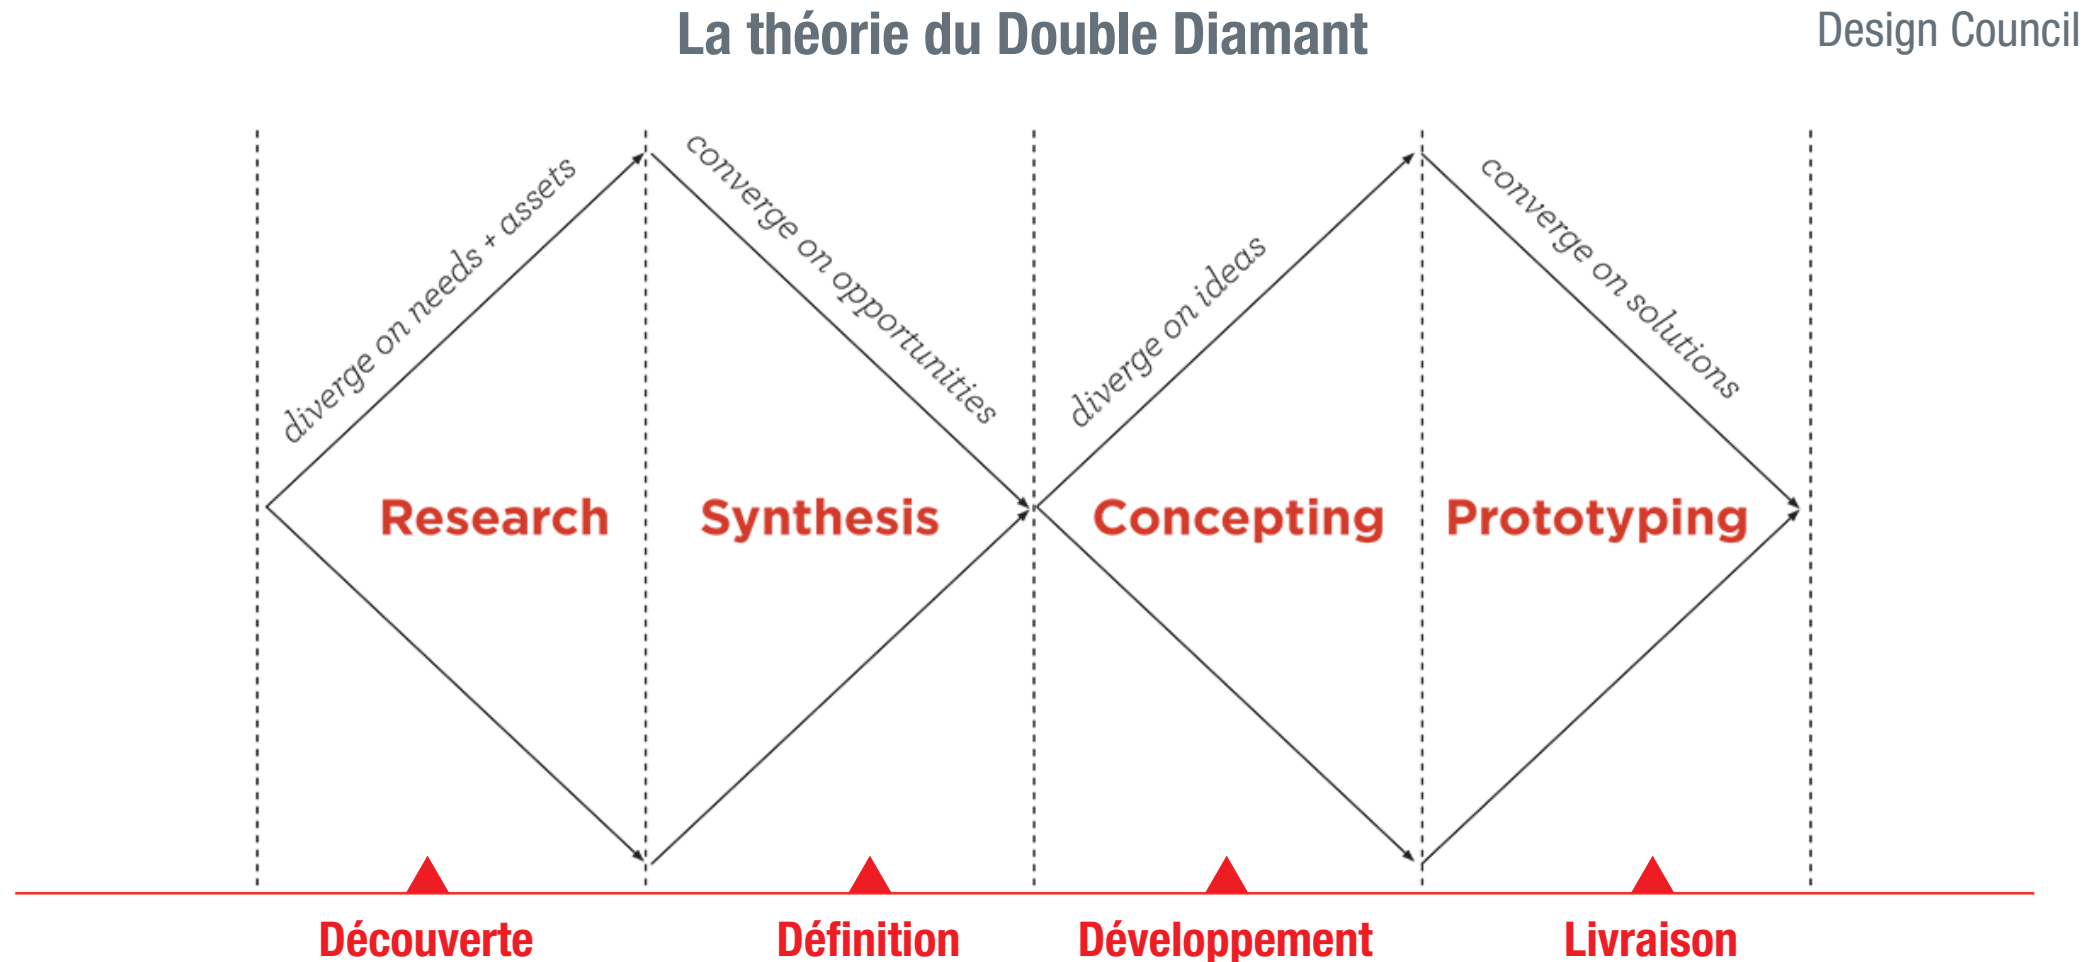 La théorie du Double Diamant
Design Council
diverge on needs + assets
converge on opportunities
diverge on ideas
converge on solutions
Research
Synthesis
Concepting
Prototyping
Découverte
Définition
Développement
Livraison